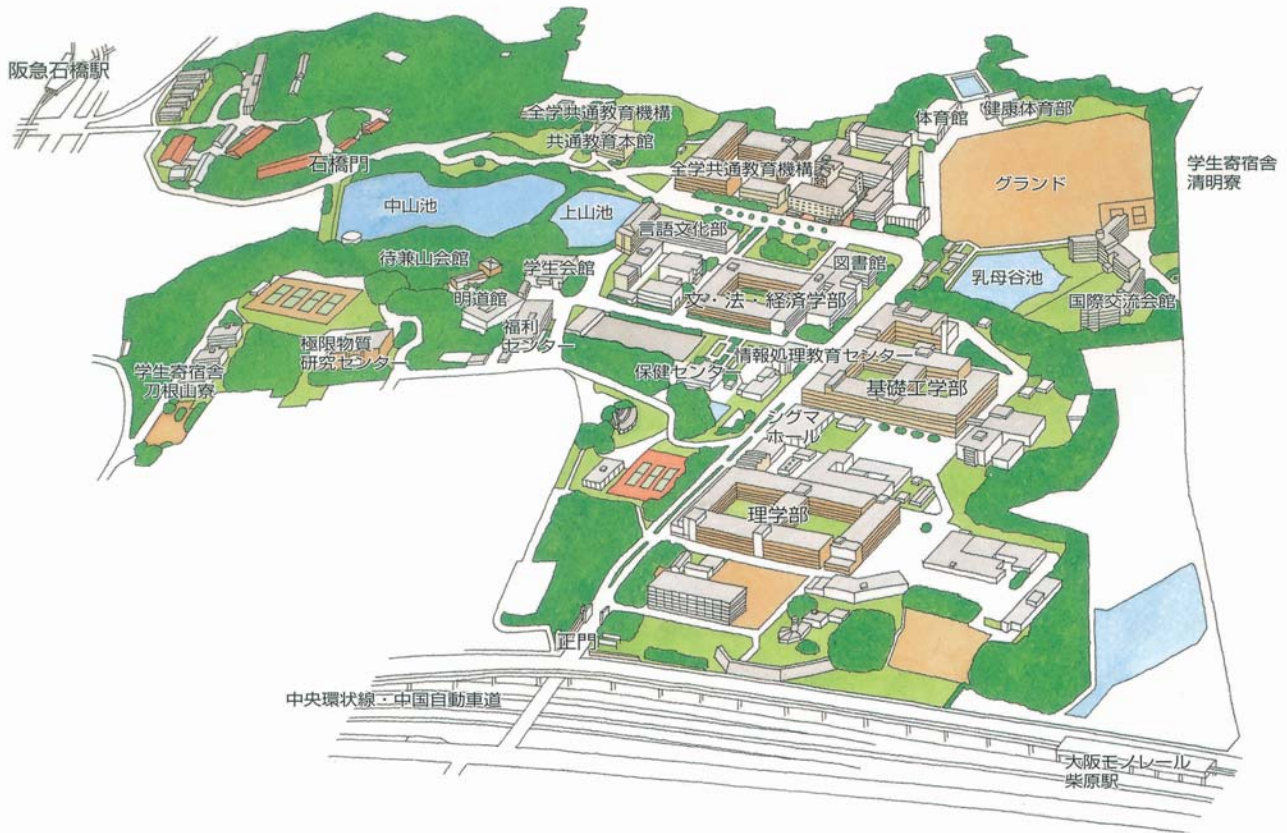 阪急石橋駅
全学共通教育機構
共通教育本館
石橋門
全学共通教育機構
体育館
健康体育部
グランド
学生寄宿舎
清明寮
中山池
上山池
言語文化部
待兼山会館
学生会館
図書館
乳母谷池
国際交流会館
明道館
文・法・経済学部
福利
センター
極限物質
研究センター
学生寄宿舎
刀根山寮
保健センター
情報処理教育センター
基礎工学部
シグマ
ホール
理学部
正門
中央環状線・中国自動車道
大阪モノレール
柴原駅